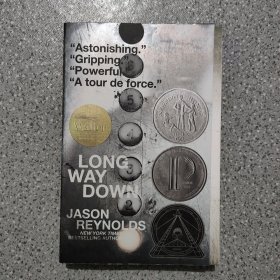 “Astonishing.”
“Gripping.”
“Powerful
“A tour de force.”
5
4
3
2
Walter
LONG
WAY
DOWN
P
JASON
REYNOLDS
NEW YORK TIMES
BESTSELLING AUTHOR